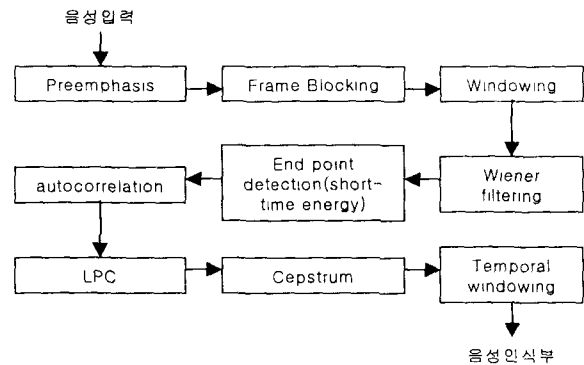 음성입력
Preemphasis
Frame Blocking
Windowing
Wiener
filtering
End point
detection(short-
time energy)
autocorrelation
LPC
Cepstrum
Temporal
windowing
음성인식부